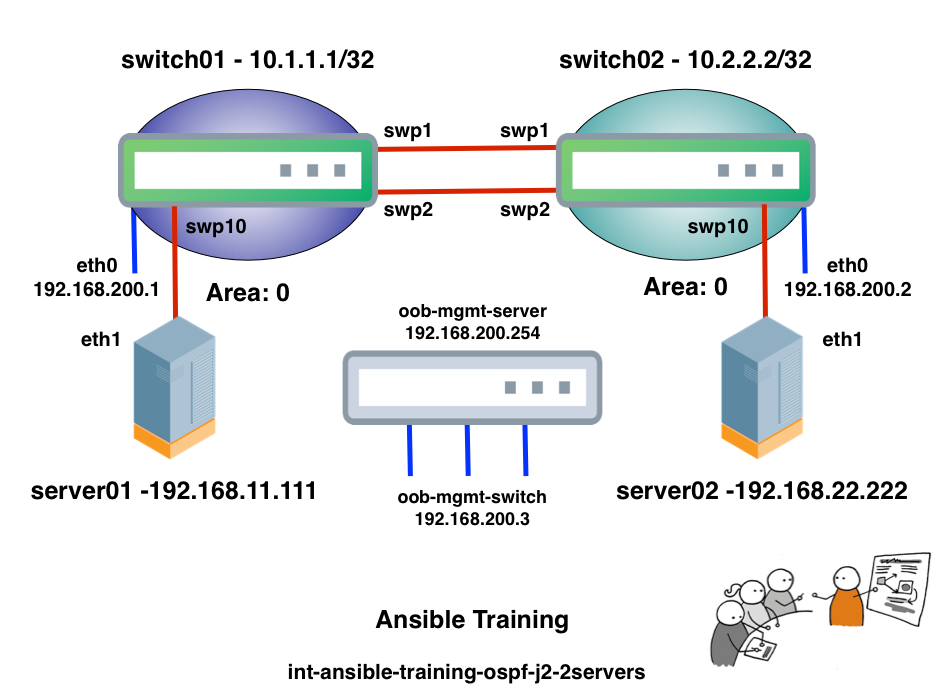 switch01 - 10.1.1.1/32
switch02 - 10.2.2.2/32
swp1
swp1
swp2
swp2
swp10
swp10
eth0
192.168.200.1
Area: 0
Area: 0
eth0
192.168.200.2
oob-mgmt-server
192.168.200.254
eth1
eth1
server01 -192.168.11.111
server02 -192.168.22.222
oob-mgmt-switch
192.168.200.3
Ansible Training
int-ansible-training-ospf-j2-2servers